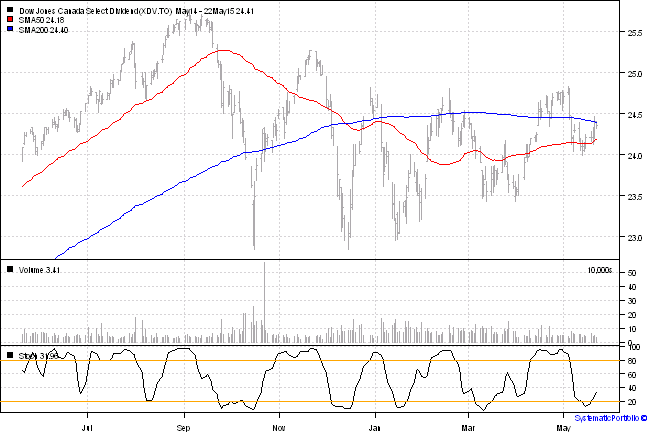 Dow Jones Canada Select Dividend(XDV.TO) May14 - 22May15 24.41
SMA50 24.18
SMA200 24.40
25.5
25.0
24.5
24.0
23.5
23.0
Volume 3.41
10,000s
50
40
30
20
10
0
100
80
60
40
20
Jul
Sep
Nov
Jan
Mar
May
SystematicPortfolio ©